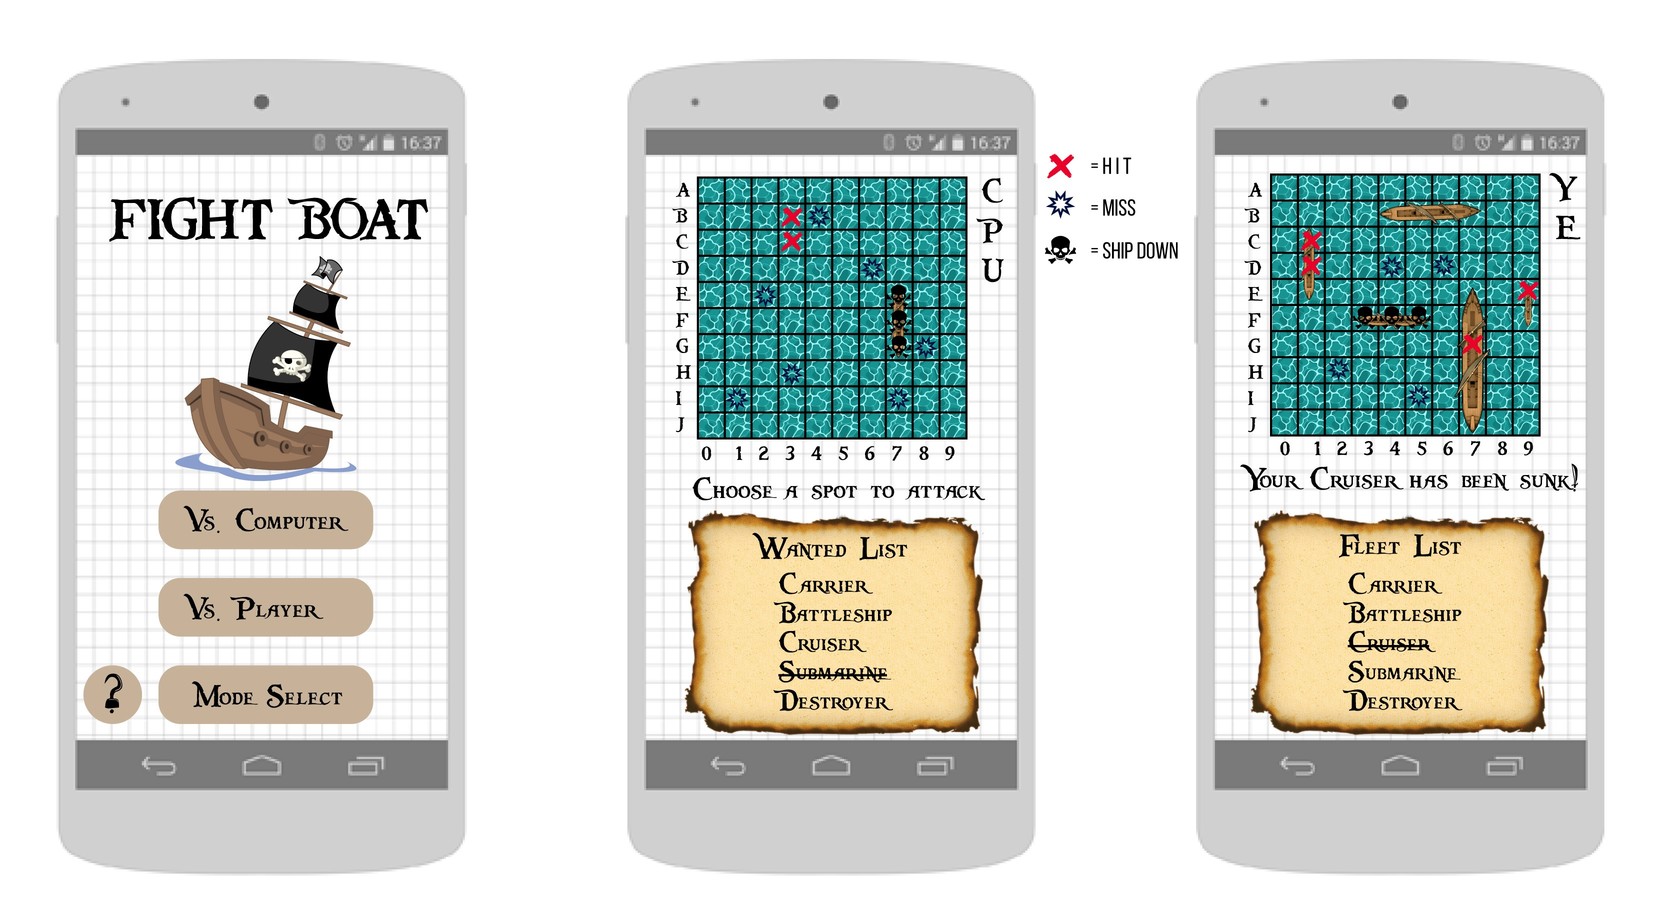 16:37
FIGHT BOAT
Vs. Computer
Vs. Player
?
Mode Select
16:37
A
B
C
D
E
F
G
H
I
J
0 1 2 3 4 5 6 7 8 9
C
P
U
Choose a spot to attack
Wanted List
Carrier
Battleship
Cruiser
Submarine
Destroyer
= HIT
= MISS
= SHIP DOWN
16:37
A
B
C
D
E
F
G
H
I
J
0 1 2 3 4 5 6 7 8 9
Y
E
Your Cruiser has been sunk!
Fleet List
Carrier
Battleship
Cruiser
Submarine
Destroyer